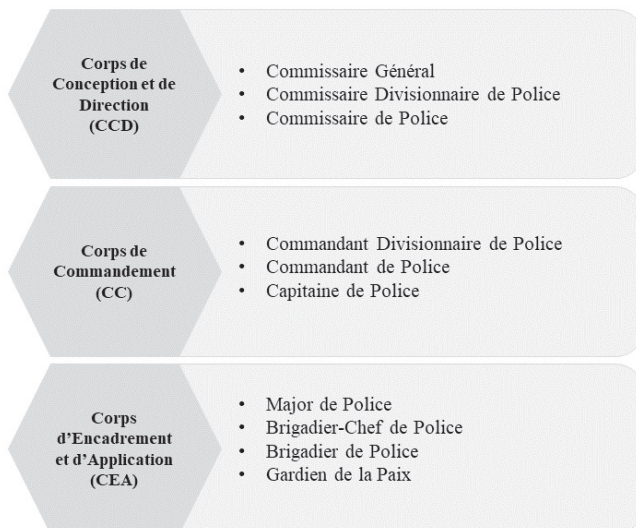 Corps de
Conception et de
Direction
(CCD)
• Commissaire Général
• Commissaire Divisionnaire de Police
• Commissaire de Police
Corps de
Commandement
(CC)
• Commandant Divisionnaire de Police
• Commandant de Police
• Capitaine de Police
Corps
d’Encadrement
et d’Application
(CEA)
• Major de Police
• Brigadier-Chef de Police
• Brigadier de Police
• Gardien de la Paix